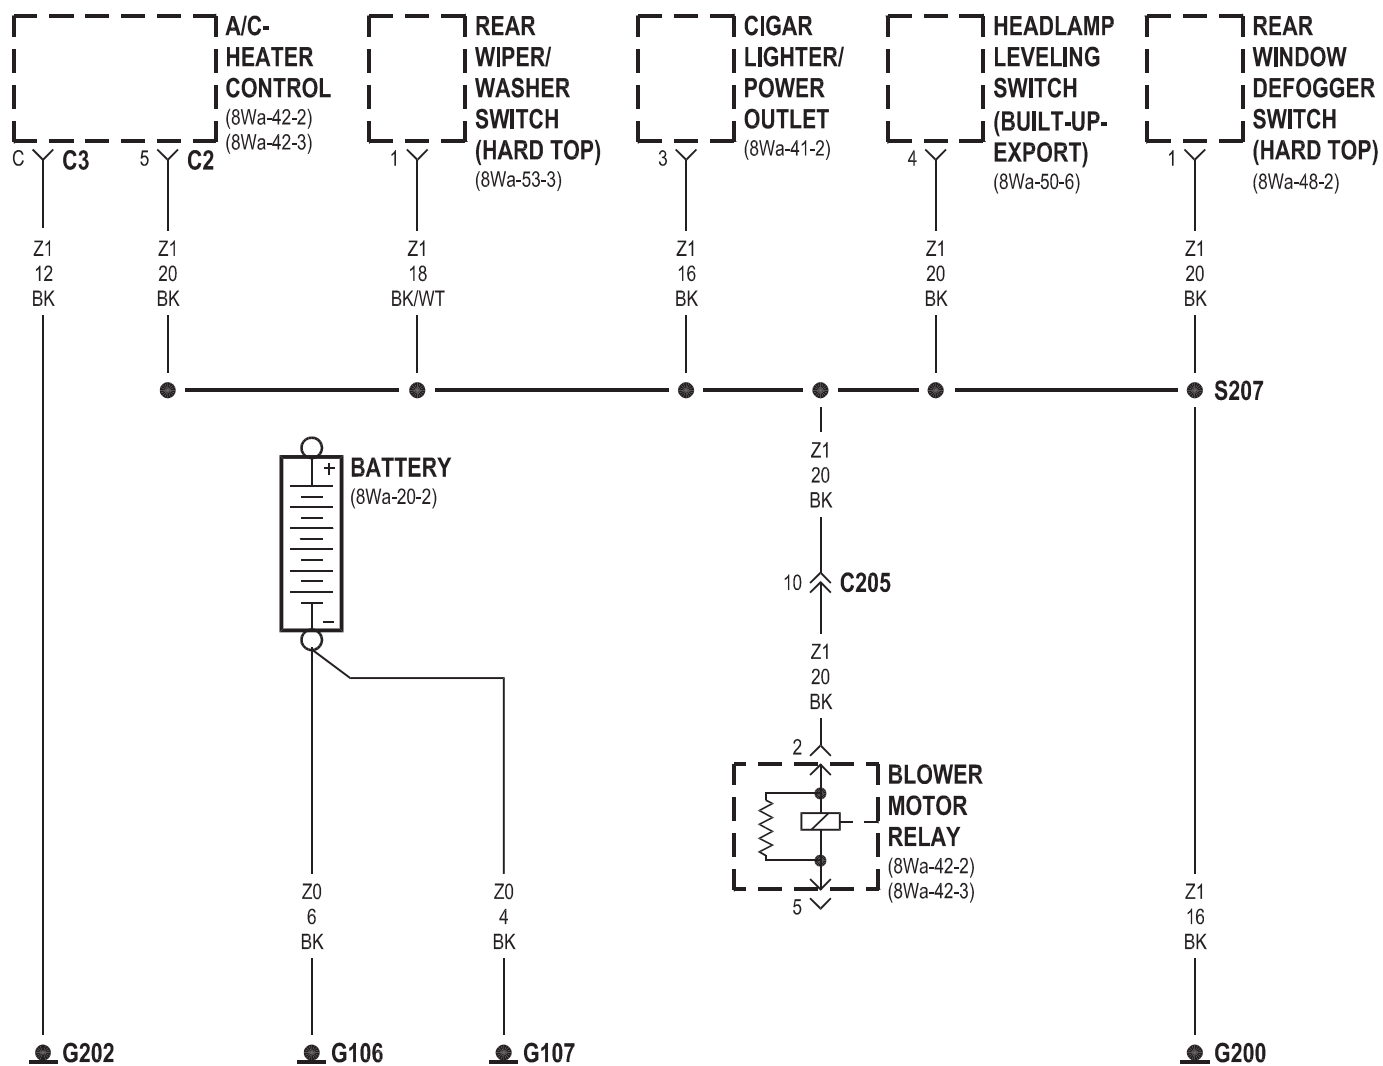 A/C-
HEATER
CONTROL
(8Wa-42-2)
(8Wa-42-3)
REAR
WIPER/
WASHER
SWITCH
(HARD TOP)
(8Wa-53-3)
CIGAR
LIGHTER/
POWER
OUTLET
(8Wa-41-2)
HEADLAMP
LEVELING
SWITCH
(BUILT-UP-
EXPORT)
(8Wa-50-6)
REAR
WINDOW
DEFOGGER
SWITCH
(HARD TOP)
(8Wa-48-2)
C
C3
5
C2
1
3
4
1
Z1
12
BK
Z1
20
BK
Z1
18
BK/WT
Z1
16
BK
Z1
20
BK
Z1
20
BK
S207
+
BATTERY
(8Wa-20-2)
−
Z1
20
BK
10
C205
Z1
20
BK
2
BLOWER
MOTOR
RELAY
(8Wa-42-2)
(8Wa-42-3)
5
Z0
6
BK
Z0
4
BK
Z1
16
BK
G202
G106
G107
G200